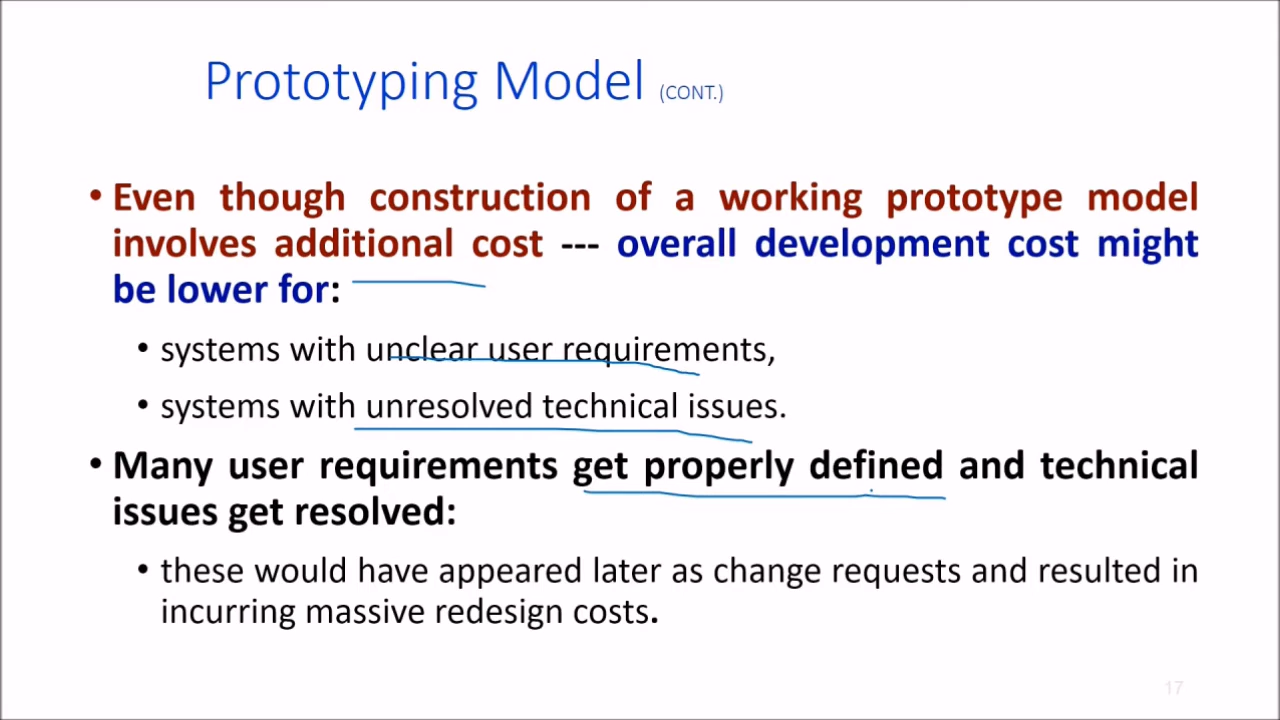 Prototyping Model (CONT.)
• Even though construction of a working prototype model
involves additional cost --- overall development cost might
be lower for:
• systems with unclear user requirements,
• systems with unresolved technical issues.
• Many user requirements get properly defined and technical
issues get resolved:
• these would have appeared later as change requests and resulted in
incurring massive redesign costs.
17